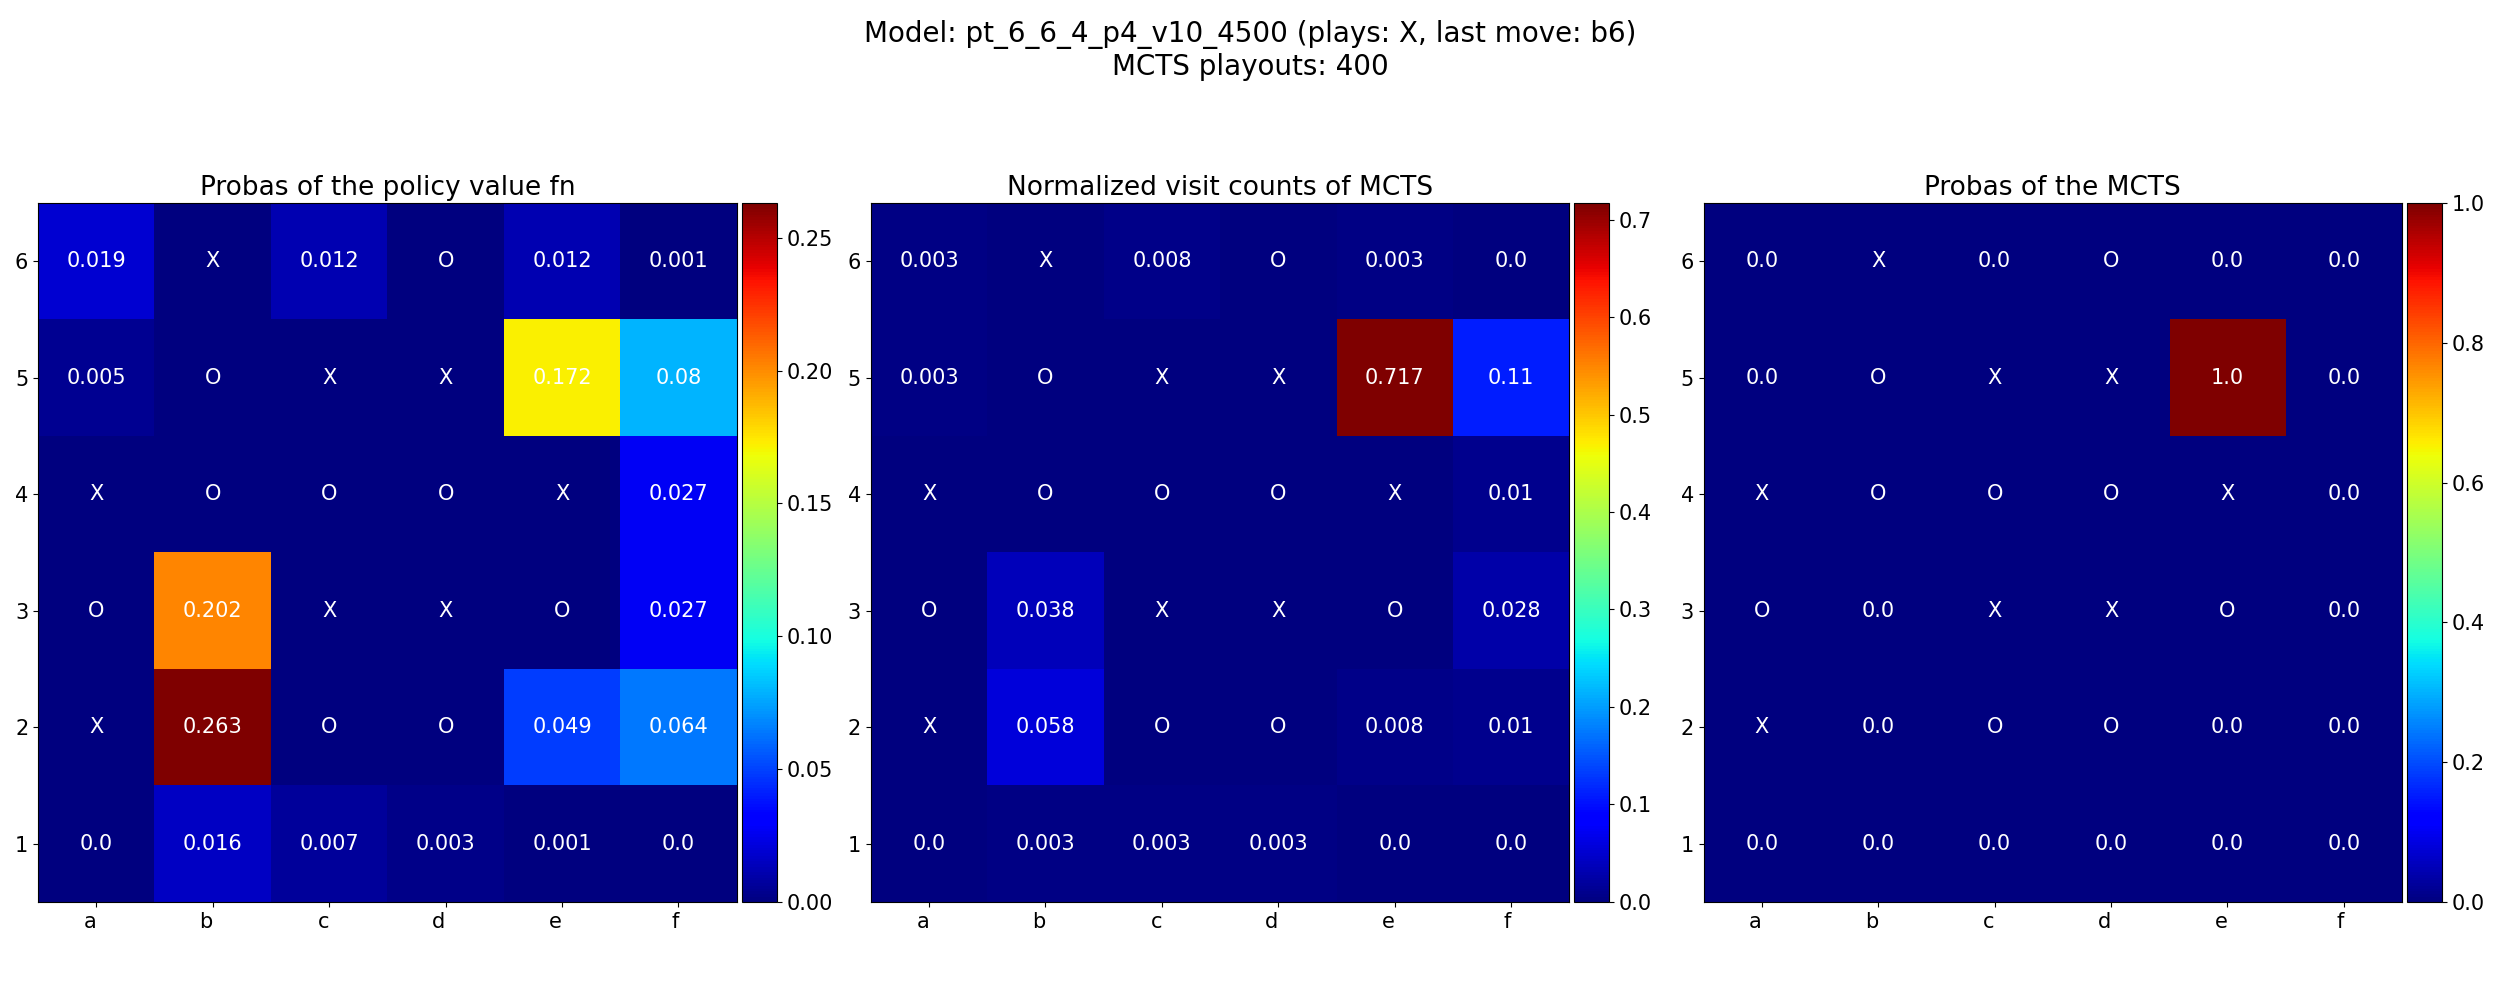 Model: pt_6_6_4_p4_v10_4500 (plays: X, last move: b6)
MCTS playouts: 400
Probas of the policy value fn
6 0.019 X 0.012 O 0.012 0.001
5 0.005 O X X 0.172 0.08
4 X O O O X 0.027
3 O 0.202 X X O 0.027
2 X 0.263 O O 0.049 0.064
1 0.0 0.016 0.007 0.003 0.001 0.0
a b c d e f
0.25
0.20
0.15
0.10
0.05
0.00
Normalized visit counts of MCTS
6 0.003 X 0.008 O 0.003 0.0
5 0.003 O X X 0.717 0.11
4 X O O O X 0.01
3 O 0.038 X X O 0.028
2 X 0.058 O O 0.008 0.01
1 0.0 0.003 0.003 0.003 0.0 0.0
a b c d e f
0.7
0.6
0.5
0.4
0.3
0.2
0.1
0.0
Probas of the MCTS
6 0.0 X 0.0 O 0.0 0.0
5 0.0 O X X 1.0 0.0
4 X O O O X 0.0
3 O 0.0 X X O 0.0
2 X 0.0 O O 0.0 0.0
1 0.0 0.0 0.0 0.0 0.0 0.0
a b c d e f
1.0
0.8
0.6
0.4
0.2
0.0